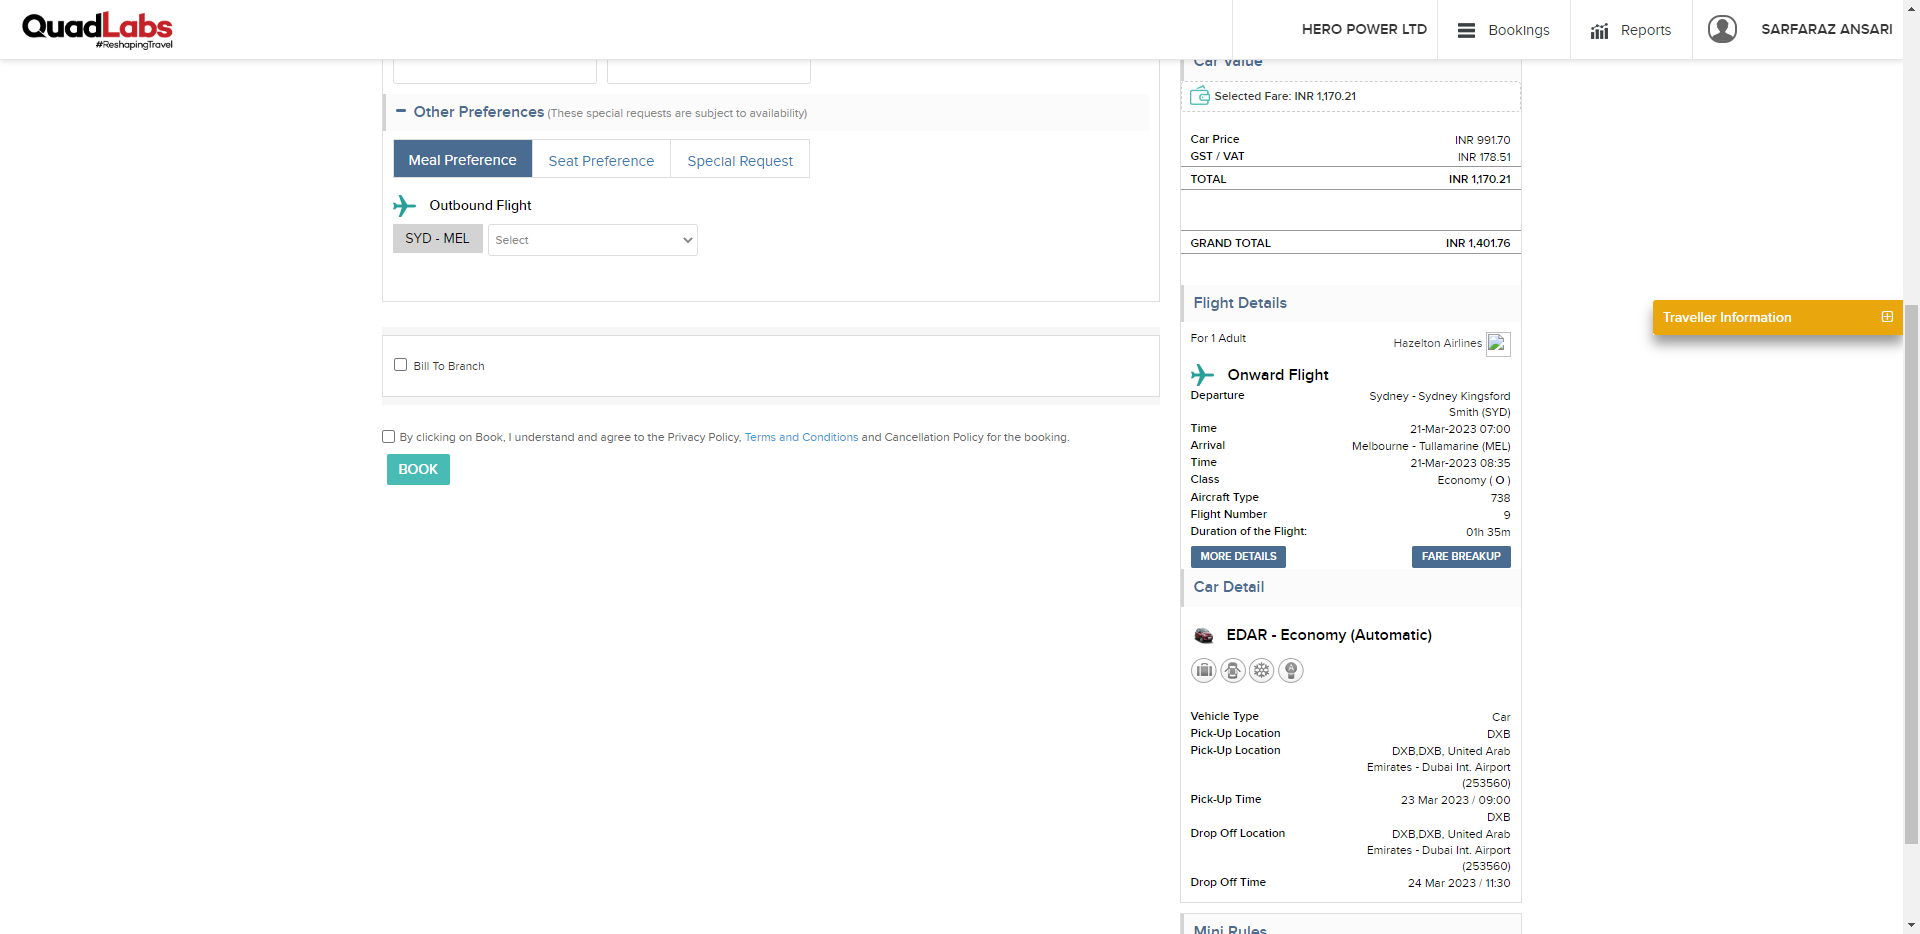 QuadLabs
#ReshapingTravel
HERO POWER LTD
Bookings
Reports
SARFARAZ ANSARI
Other Preferences (These special requests are subject to availability)
Meal Preference
Seat Preference
Special Request
Outbound Flight
SYD - MEL
Select
Bill To Branch
By clicking on Book, I understand and agree to the Privacy Policy, Terms and Conditions and Cancellation Policy for the booking.
BOOK
Car Value
Selected Fare: INR 1,170.21
Car Price INR 991.70
GST / VAT INR 178.51
TOTAL INR 1,170.21
GRAND TOTAL INR 1,401.76
Flight Details
For 1 Adult
Hazelton Airlines
Onward Flight
Departure Sydney - Sydney Kingsford
Smith (SYD)
Time 21-Mar-2023 07:00
Arrival Melbourne - Tullamarine (MEL)
Time 21-Mar-2023 08:35
Class Economy ( O )
Aircraft Type 738
Flight Number 9
Duration of the Flight: 01h 35m
MORE DETAILS
FARE BREAKUP
Car Detail
EDAR - Economy (Automatic)
Vehicle Type Car
Pick-Up Location DXB
Pick-Up Location DXB,DXB, United Arab
Emirates - Dubai Int. Airport
(253560)
Pick-Up Time 23 Mar 2023 / 09:00
DXB
Drop Off Location DXB,DXB, United Arab
Emirates - Dubai Int. Airport
(253560)
Drop Off Time 24 Mar 2023 / 11:30
Mini Rules
Traveller Information